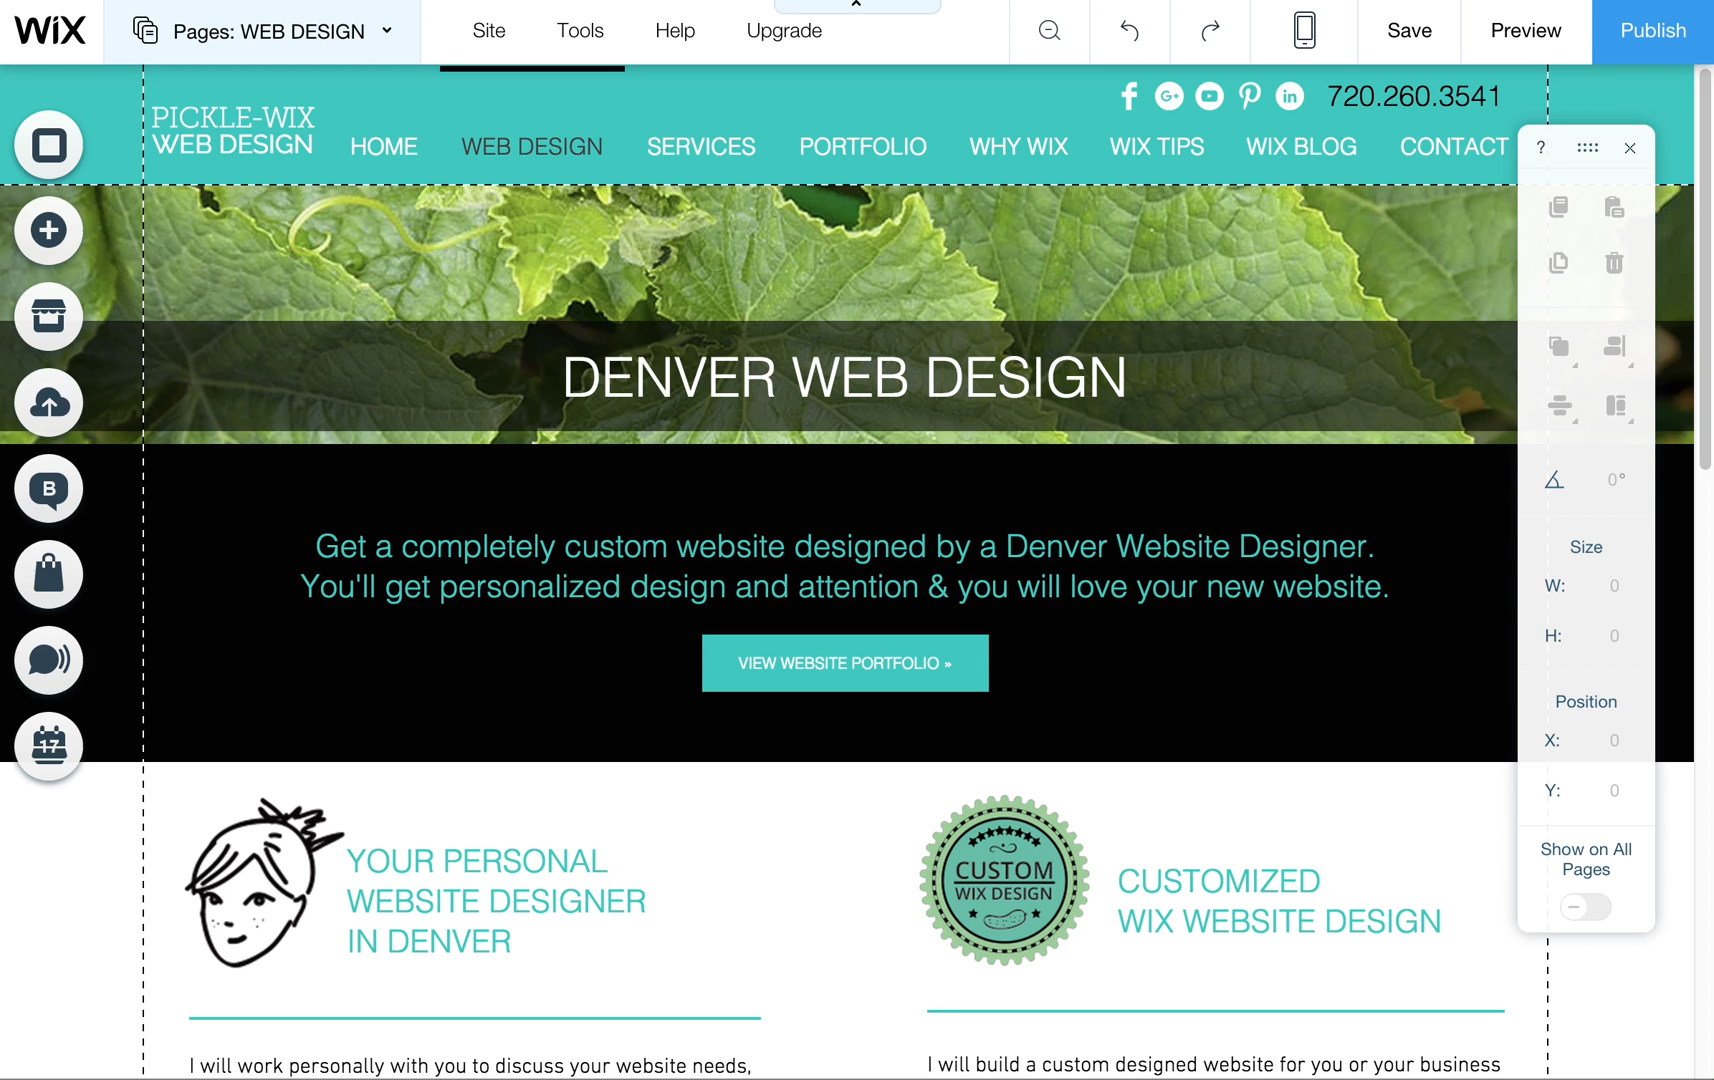 WiX
Pages: WEB DESIGN
Site
Tools
Help
Upgrade
Save
Preview
Publish
720.260.3541
PICKLE-WIX
WEB DESIGN
HOME
WEB DESIGN
SERVICES
PORTFOLIO
WHY WIX
WIX TIPS
WIX BLOG
CONTACT
?
DENVER WEB DESIGN
B
Get a completely custom website designed by a Denver Website Designer.
You'll get personalized design and attention & you will love your new website.
VIEW WEBSITE PORTFOLIO »
17
0°
Size
W: 0
H: 0
Position
X: 0
Y: 0
Show on All
Pages
YOUR PERSONAL
WEBSITE DESIGNER
IN DENVER
CUSTOM
WIX DESIGN
CUSTOMIZED
WIX WEBSITE DESIGN
I will work personally with you to discuss your website needs,
I will build a custom designed website for you or your business